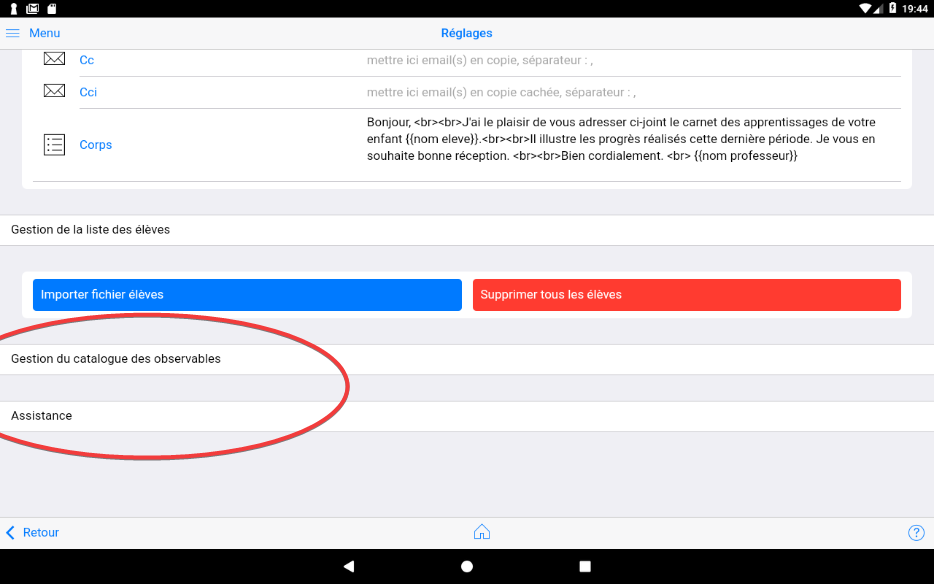 19:44
Menu
Réglages
Cc
mettre ici email(s) en copie, séparateur : ,
Cci
mettre ici email(s) en copie cachée, séparateur : ,
Corps
Bonjour, <br><br>J'ai le plaisir de vous adresser ci-joint le carnet des apprentissages de votre
enfant {{nom eleve}}.<br><br>Il illustre les progrès réalisés cette dernière période. Je vous en
souhaite bonne réception. <br><br>Bien cordialement. <br> {{nom professeur}}
Gestion de la liste des élèves
Importer fichier élèves
Supprimer tous les élèves
Gestion du catalogue des observables
Assistance
Retour
?